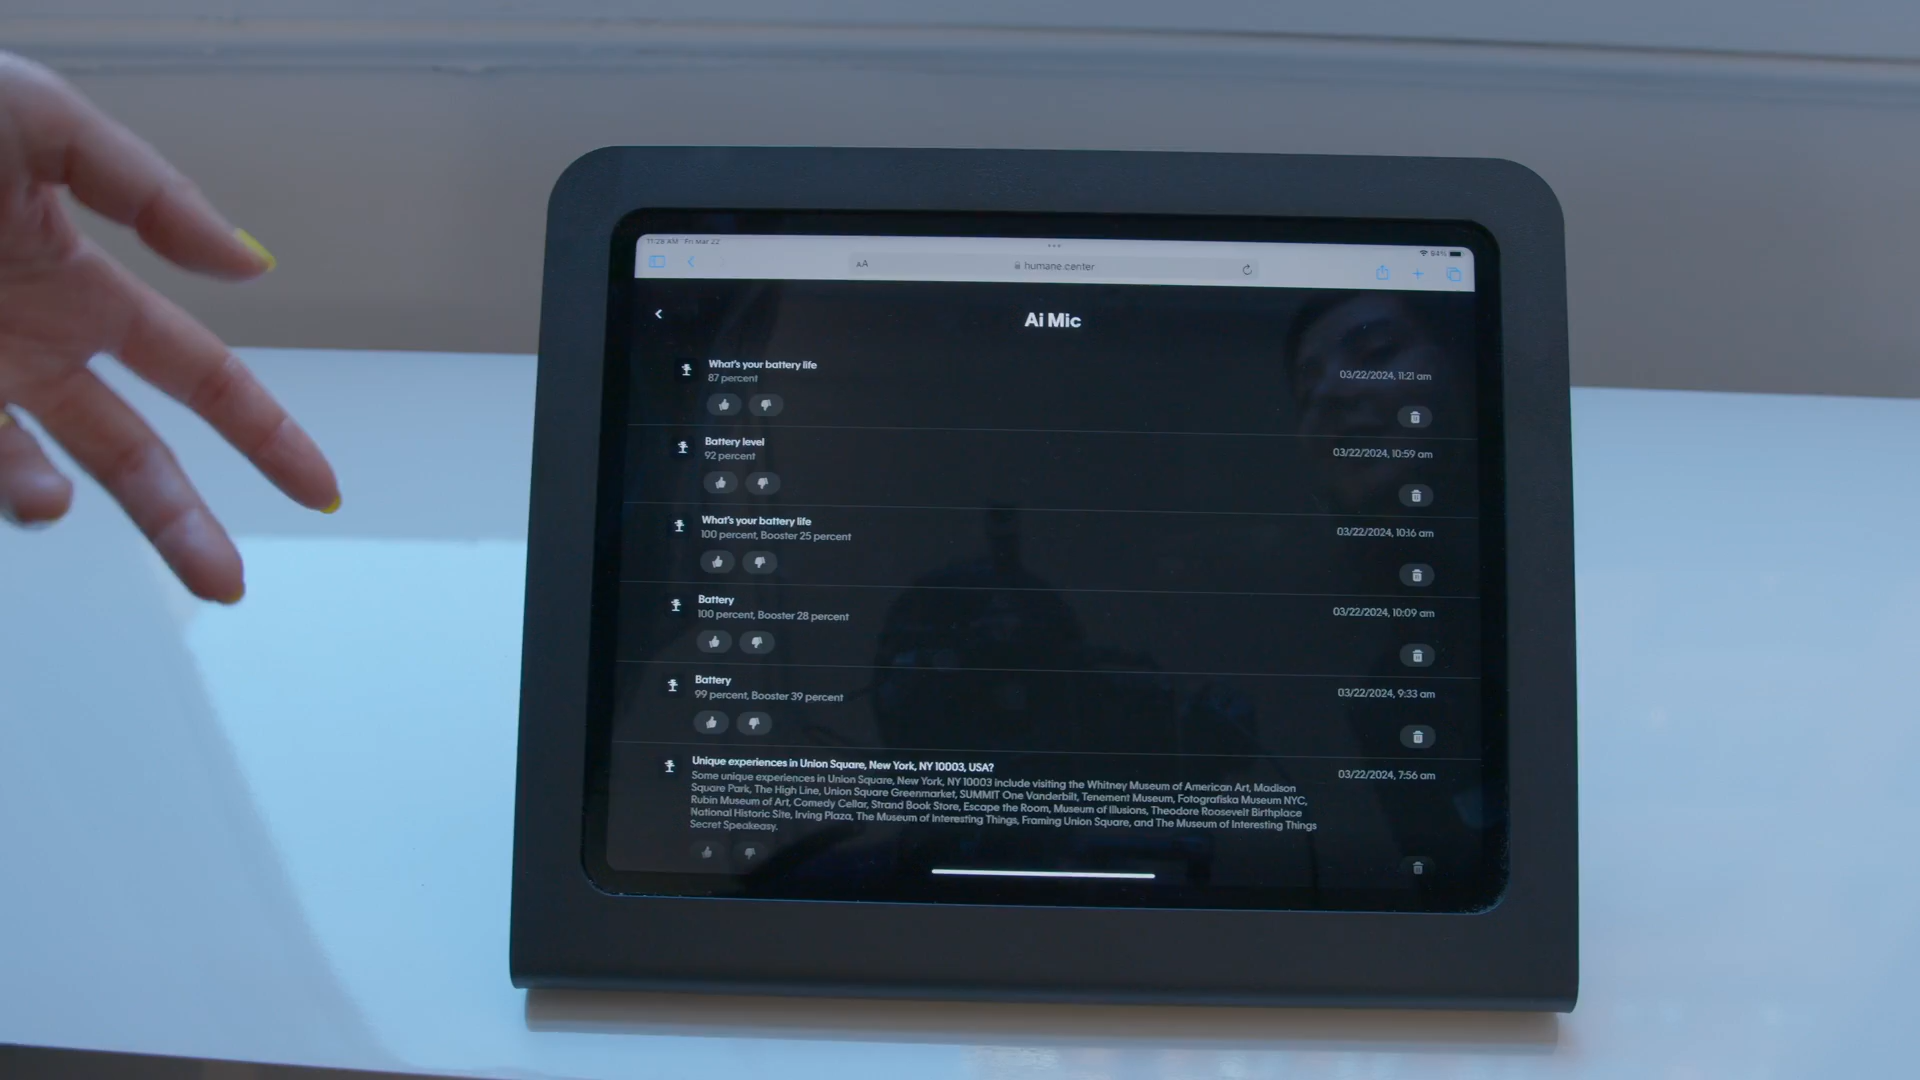 11:29 AM Fri Mar 22
94%
AA
humane.center
Ai Mic
What's your battery life
87 percent
03/22/2024, 11:21 am
Battery level
92 percent
03/22/2024, 10:59 am
What's your battery life
100 percent, Booster 25 percent
03/22/2024, 10:16 am
Battery
100 percent, Booster 28 percent
03/22/2024, 10:09 am
Battery
99 percent, Booster 39 percent
03/22/2024, 9:33 am
Unique experiences in Union Square, New York, NY 10003, USA?
03/22/2024, 7:56 am
Some unique experiences in Union Square, New York, NY 10003 include visiting the Whitney Museum of American Art, Madison
Square Park, The High Line, Union Square Greenmarket, SUMMIT One Vanderbilt, Tenement Museum, Fotografiska Museum NYC,
Rubin Museum of Art, Comedy Cellar, Strand Book Store, Escape the Room, Museum of Illusions, Theodore Roosevelt Birthplace
National Historic Site, Irving Plaza, The Museum of Interesting Things, Framing Union Square, and The Museum of Interesting Things
Secret Speakeasy.